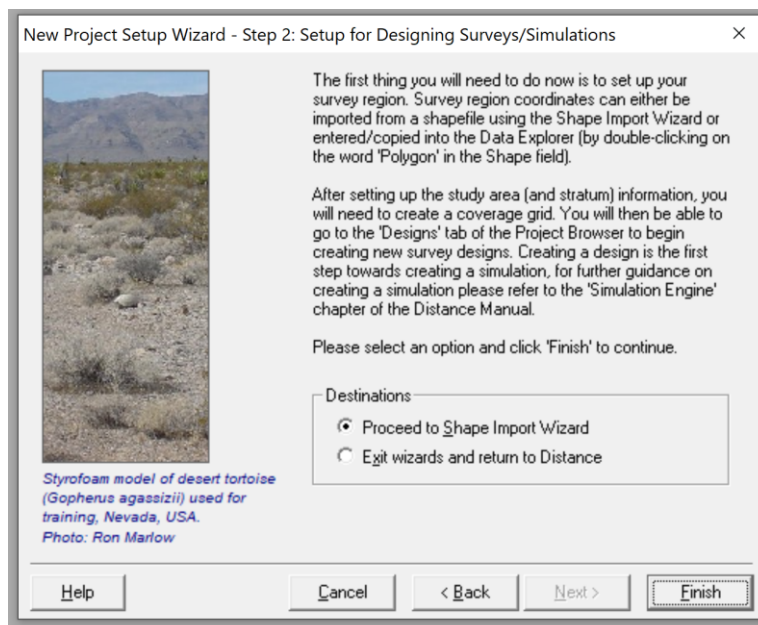 New Project Setup Wizard - Step 2: Setup for Designing Surveys/Simulations
The first thing you will need to do now is to set up your
survey region. Survey region coordinates can either be
imported from a shapefile using the Shape Import Wizard or
entered/copied into the Data Explorer (by double-clicking on
the word 'Polygon' in the Shape field).
After setting up the study area (and stratum) information, you
will need to create a coverage grid. You will then be able to
go to the 'Designs' tab of the Project Browser to begin
creating new survey designs. Creating a design is the first
step towards creating a simulation, for further guidance on
creating a simulation please refer to the 'Simulation Engine'
chapter of the Distance Manual.
Please select an option and click 'Finish' to continue.
Destinations
Proceed to Shape Import Wizard
Exit wizards and return to Distance
Styrofoam model of desert tortoise
(Gopherus agassizii) used for
training, Nevada, USA.
Photo: Ron Marlow
Help
Cancel
< Back
Next >
Finish